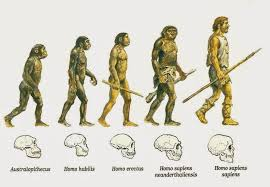 Australopithecus
Homo habilis
Homo erectus
Homo sapiens
neanderthalensis
Homo sapiens
sapiens